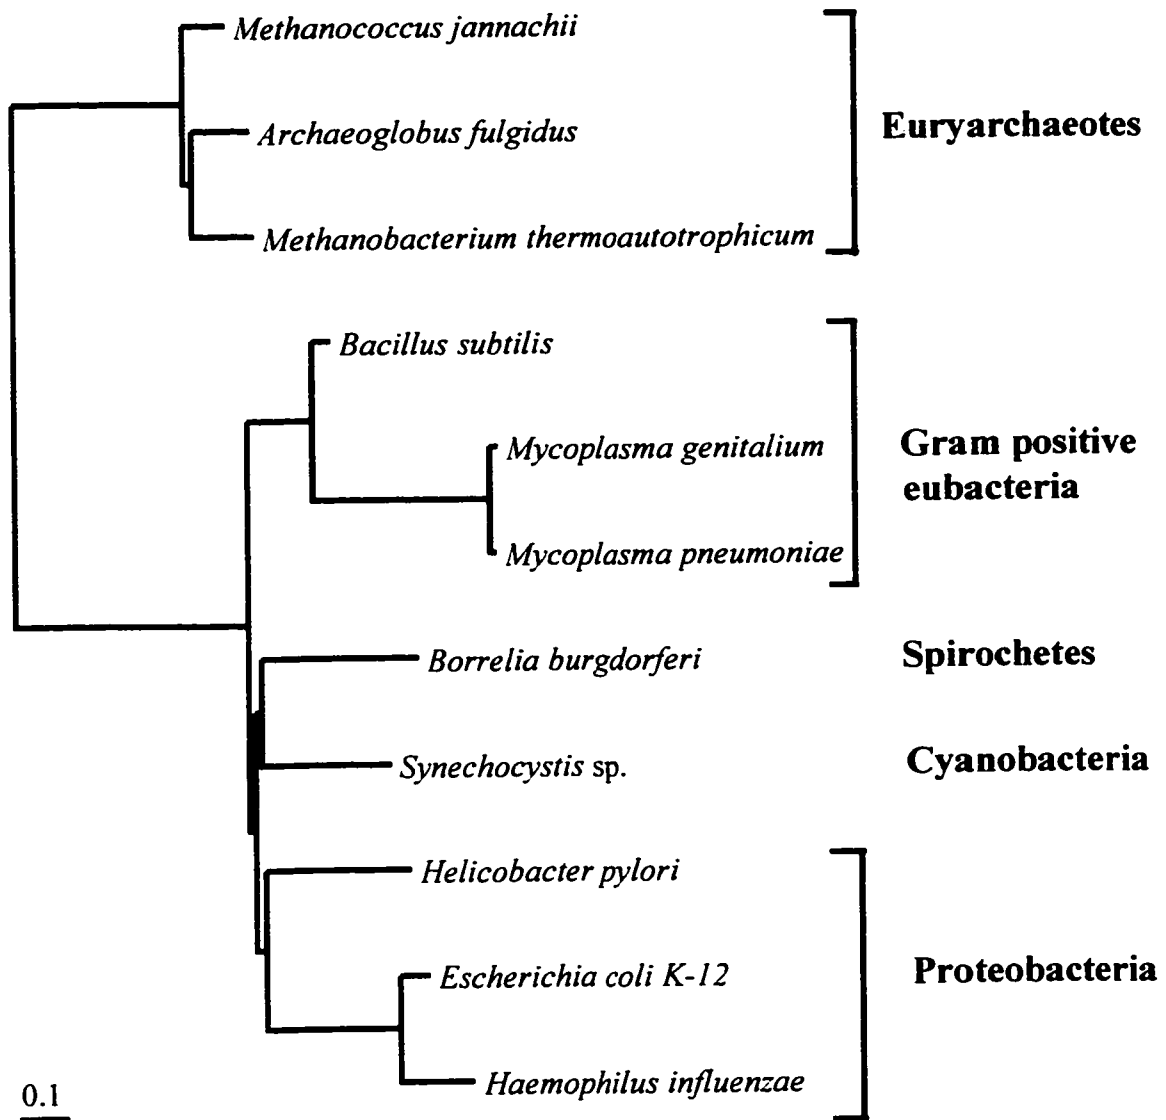 Methanococcus jannachii
Archaeoglobus fulgidus
Euryarchaeotes
Methanobacterium thermoautotrophicum
Bacillus subtilis
Mycoplasma genitalium
Gram positive
eubacteria
Mycoplasma pneumoniae
Borrelia burgdorferi
Spirochetes
Synechocystis sp.
Cyanobacteria
Helicobacter pylori
Escherichia coli K-12
Proteobacteria
Haemophilus influenzae
0.1